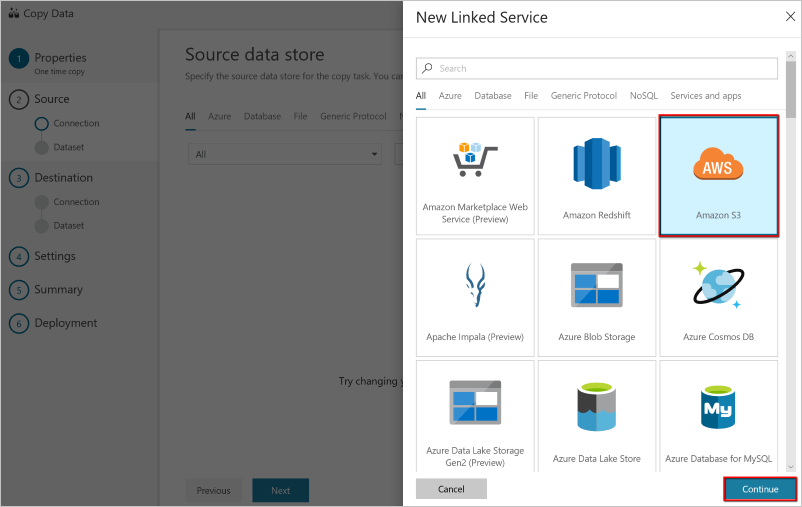 Copy Data
1
Properties
One time copy
2
Source
Connection
Dataset
3
Destination
Connection
Dataset
4
Settings
5
Summary
6
Deployment
Source data store
Specify the source data store for the copy task. You can
All Azure Database File Generic Protocol
All
Try changing
Previous
Next
New Linked Service
Search
All Azure Database File Generic Protocol NoSQL Services and apps
Amazon Marketplace Web
Service (Preview)
Amazon Redshift
AWS
Amazon S3
Apache Impala (Preview)
Azure Blob Storage
Azure Cosmos DB
Azure Data Lake Storage
Gen2 (Preview)
Azure Data Lake Store
My
Azure Database for MySQL
Cancel
Continue